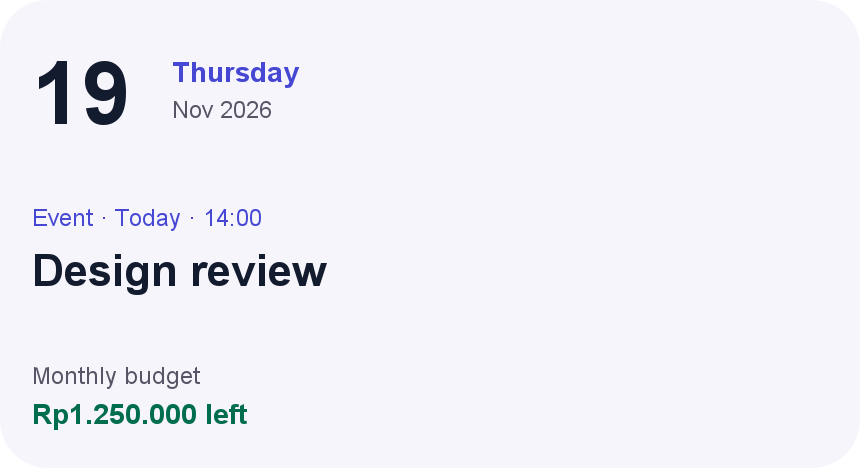 19
Thursday
Nov 2026
Event · Today · 14:00
Design review
Monthly budget
Rp1.250.000 left